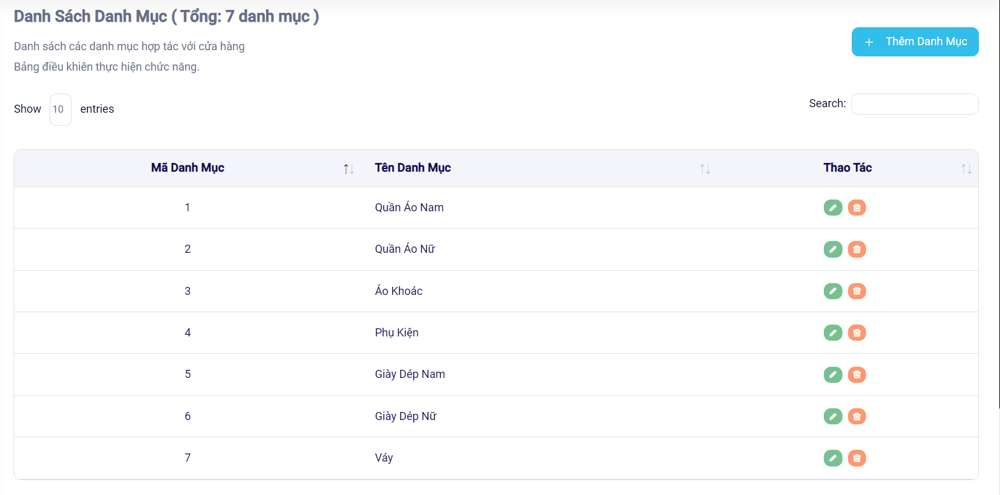 Danh Sách Danh Mục ( Tổng: 7 danh mục )
Danh sách các danh mục hợp tác với cửa hàng
Bảng điều khiên thực hiện chức năng.
Thêm Danh Mục
Show 10 entries
Search:
Mã Danh Mục Tên Danh Mục Thao Tác
1 Quần Áo Nam
2 Quần Áo Nữ
3 Áo Khoác
4 Phụ Kiện
5 Giày Dép Nam
6 Giày Dép Nữ
7 Váy